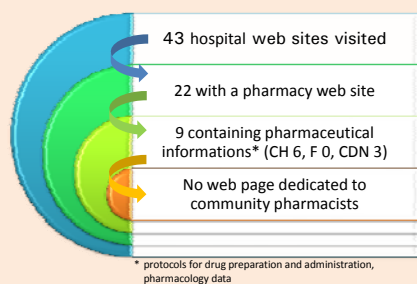 43 hospital web sites visited
22 with a pharmacy web site
9 containing pharmaceutical
informations* (CH 6, F 0, CDN 3)
No web page dedicated to
community pharmacists
* protocols for drug preparation and administration,
pharmacology data